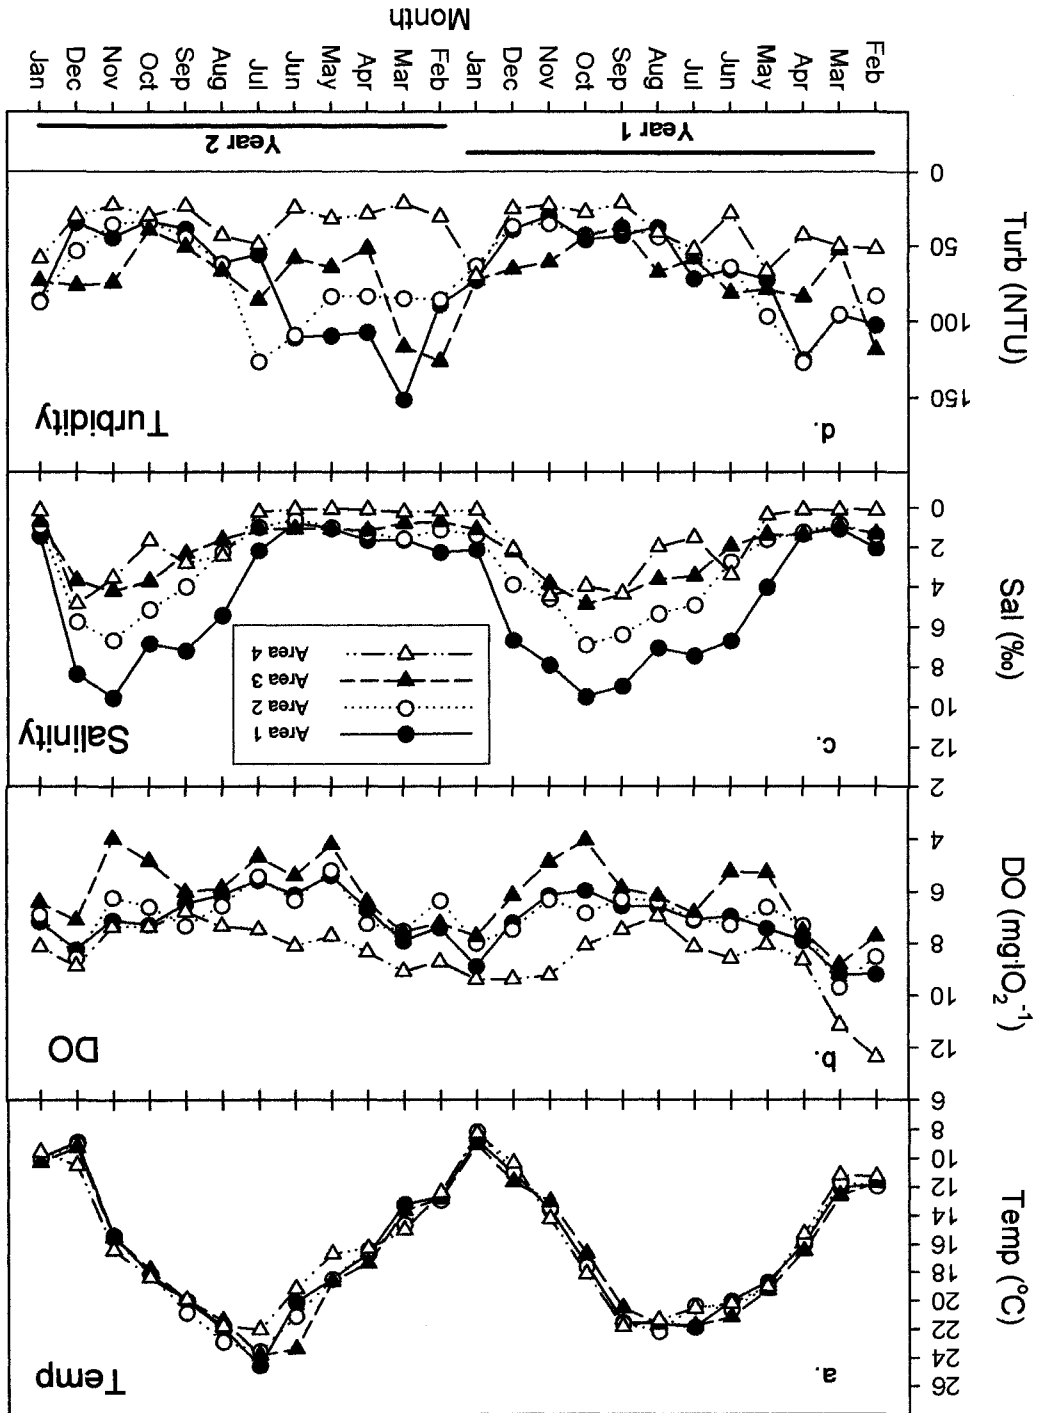 Temp
a.
Temp (°C)
26
24
22
20
18
16
14
12
10
8
6
DO
b.
DO (mg·lO₂⁻¹)
12
10
8
6
4
2
Salinity
c.
Sal (‰)
12
10
8
6
4
2
0
Area 1
Area 2
Area 3
Area 4
Turbidity
d.
Turb (NTU)
150
100
50
0
Year 1
Year 2
Feb
Mar
Apr
May
Jun
Jul
Aug
Sep
Oct
Nov
Dec
Jan
Feb
Mar
Apr
May
Jun
Jul
Aug
Sep
Oct
Nov
Dec
Jan
Month